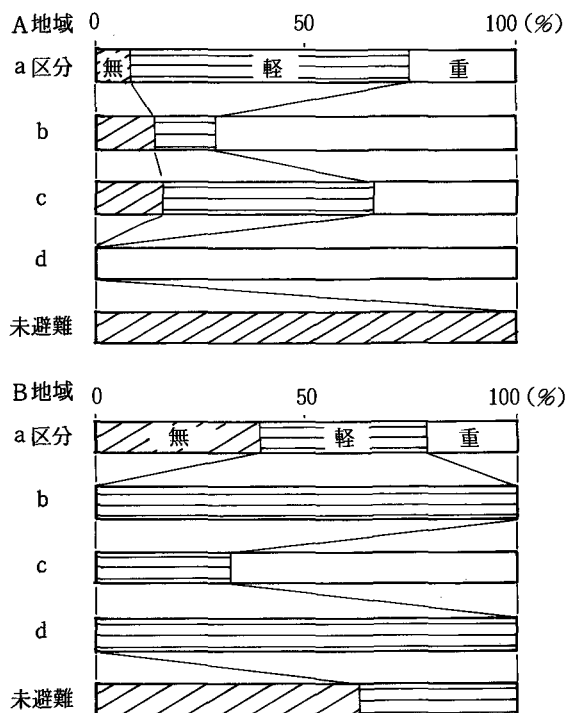 A地域 0 50 100(%)
a区分 無 軽 重
b
c
d
未避難
B地域 0 50 100(%)
a区分 無 軽 重
b
c
d
未避難